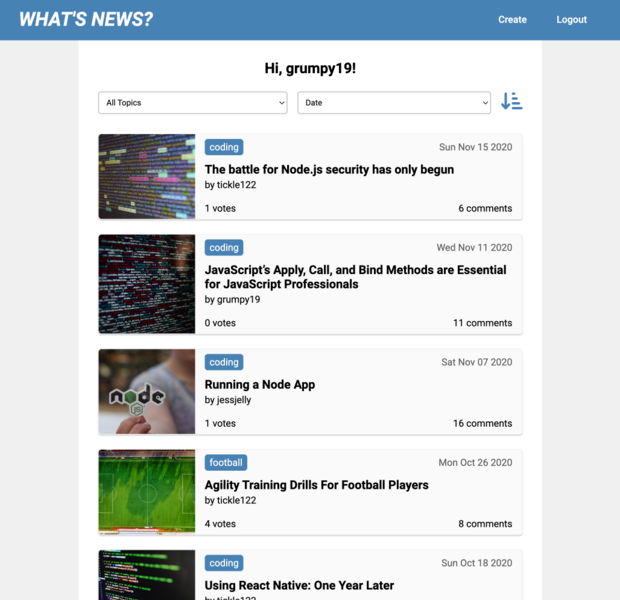 WHAT'S NEWS?
Create
Logout
Hi, grumpy19!
All Topics
Date
coding
Sun Nov 15 2020
The battle for Node.js security has only begun
by tickle122
1 votes
6 comments
coding
Wed Nov 11 2020
JavaScript’s Apply, Call, and Bind Methods are Essential
for JavaScript Professionals
by grumpy19
0 votes
11 comments
node
JS
coding
Sat Nov 07 2020
Running a Node App
by jessjelly
1 votes
16 comments
football
Mon Oct 26 2020
Agility Training Drills For Football Players
by tickle122
4 votes
8 comments
coding
Sun Oct 18 2020
Using React Native: One Year Later
by tickle122